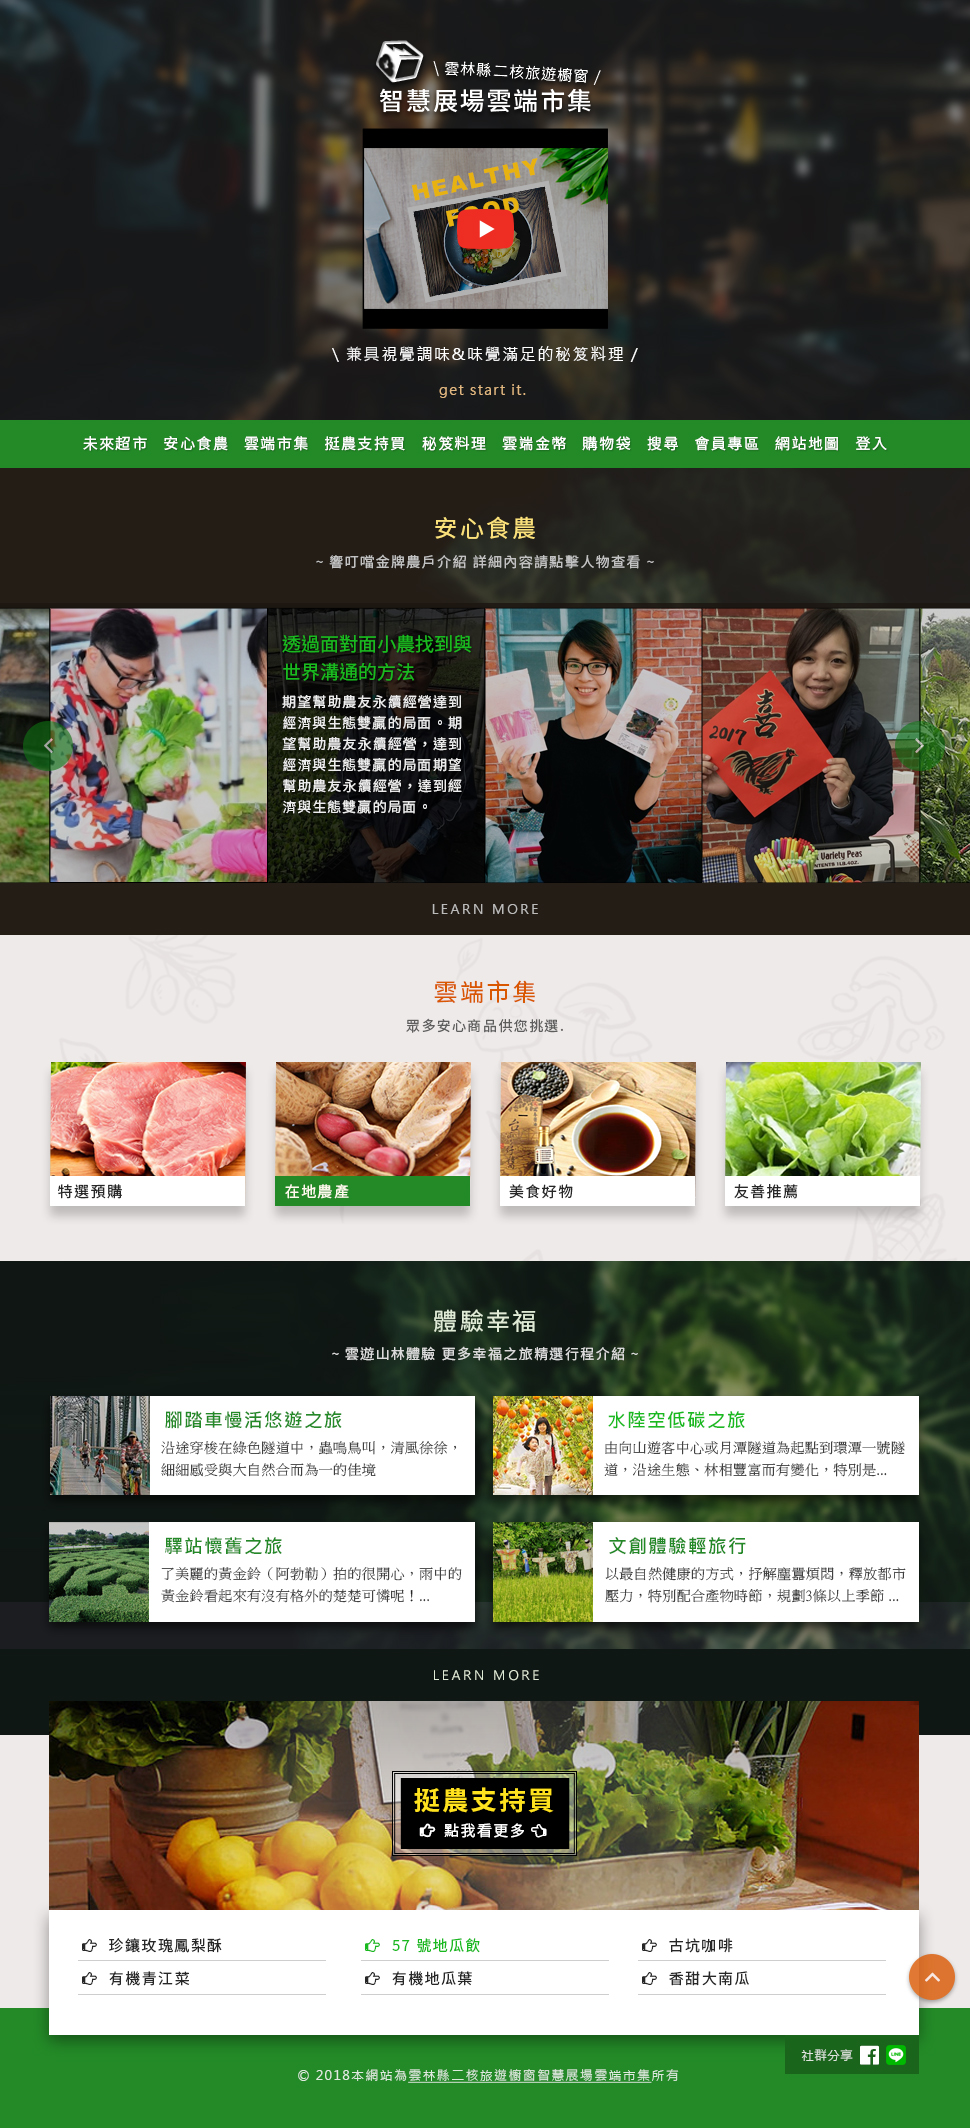 \ 雲林縣二核旅遊櫥窗 /
智慧展場雲端市集
HEALTHY
FOOD
\ 兼具視覺調味&味覺滿足的秘笈料理 /
get start it.
未來超市 安心食農 雲端市集 挺農支持買 秘笈料理 雲端金幣 購物袋 搜尋 會員專區 網站地圖 登入
安心食農
~ 響叮噹金牌農戶介紹 詳細內容請點擊人物查看 ~
透過面對面小農找到與
世界溝通的方法
期望幫助農友永續經營達到
經濟與生態雙贏的局面。期
望幫助農友永續經營，達到
經濟與生態雙贏的局面期望
幫助農友永續經營，達到經
濟與生態雙贏的局面。
2017
喜
Variety Peas
LEARN MORE
雲端市集
眾多安心商品供您挑選.
特選預購
在地農產
美食好物
友善推薦
體驗幸福
~ 雲遊山林體驗 更多幸福之旅精選行程介紹 ~
腳踏車慢活悠遊之旅
沿途穿梭在綠色隧道中，蟲鳴鳥叫，清風徐徐，
細細感受與大自然合而為一的佳境
水陸空低碳之旅
由向山遊客中心或月潭隧道為起點到環潭一號隧
道，沿途生態、林相豐富而有變化，特別是...
驛站懷舊之旅
了美麗的黃金鈴（阿勃勒）拍的很開心，雨中的
黃金鈴看起來有沒有格外的楚楚可憐呢！...
文創體驗輕旅行
以最自然健康的方式，抒解塵囂煩悶，釋放都市
壓力，特別配合產物時節，規劃3條以上季節 ...
LEARN MORE
挺農支持買
點我看更多
珍鑲玫瑰鳳梨酥
57 號地瓜飲
古坑咖啡
有機青江菜
有機地瓜葉
香甜大南瓜
社群分享
© 2018本網站為雲林縣二核旅遊櫥窗智慧展場雲端市集所有